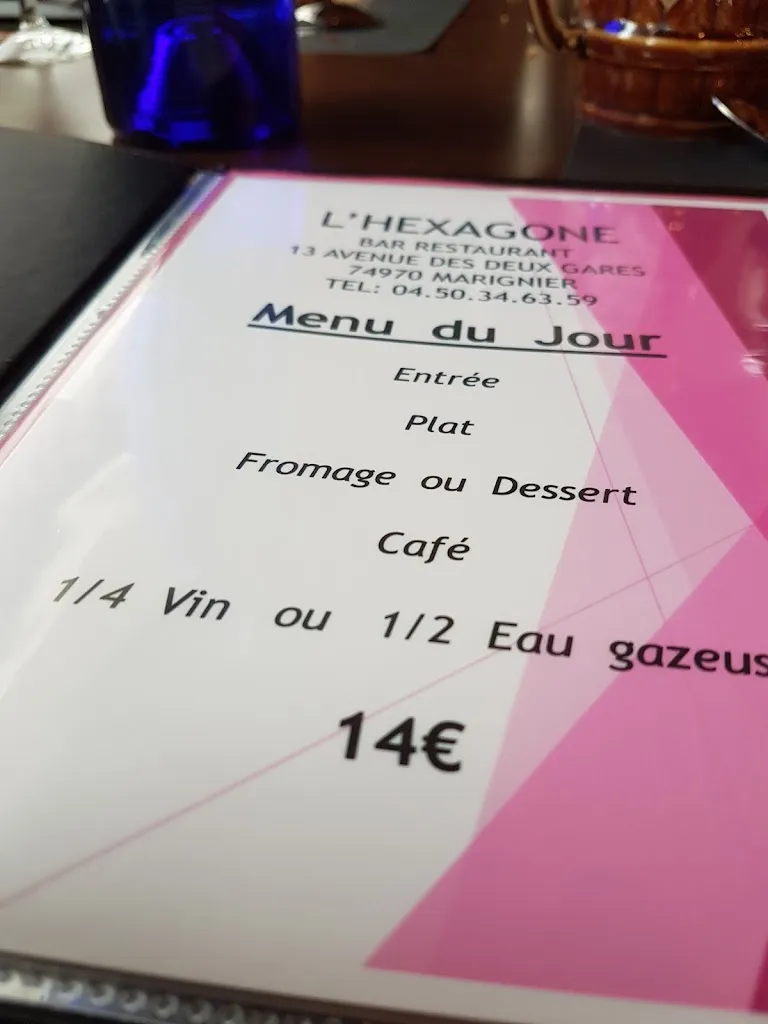 L'HEXAGONE
BAR RESTAURANT
13 AVENUE DES DEUX GARES
74970 MARIGNIER
TEL: 04.50.34.63.59
Menu du Jour
Entrée
Plat
Fromage ou Dessert
Café
1/4 Vin ou 1/2 Eau gazeus
14€